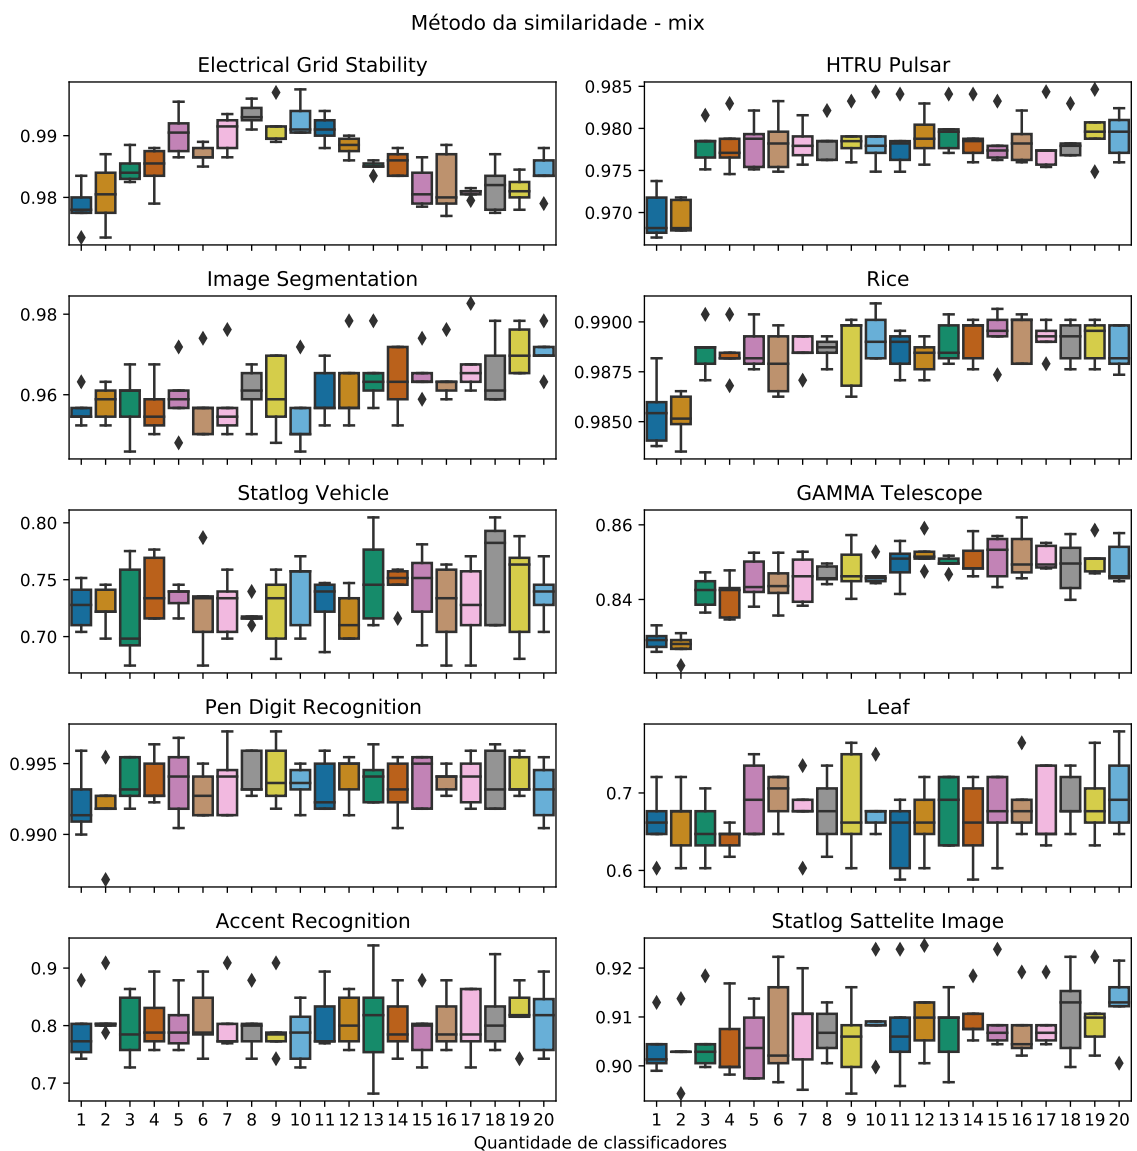 Método da similaridade - mix
Electrical Grid Stability
0.99
0.98
HTRU Pulsar
0.985
0.980
0.975
0.970
Image Segmentation
0.98
0.96
Rice
0.9900
0.9875
0.9850
Statlog Vehicle
0.80
0.75
0.70
GAMMA Telescope
0.86
0.84
Pen Digit Recognition
0.995
0.990
Leaf
0.7
0.6
Accent Recognition
0.9
0.8
0.7
1 2 3 4 5 6 7 8 9 10 11 12 13 14 15 16 17 18 19 20
Statlog Sattelite Image
0.92
0.91
0.90
1 2 3 4 5 6 7 8 9 10 11 12 13 14 15 16 17 18 19 20
Quantidade de classificadores